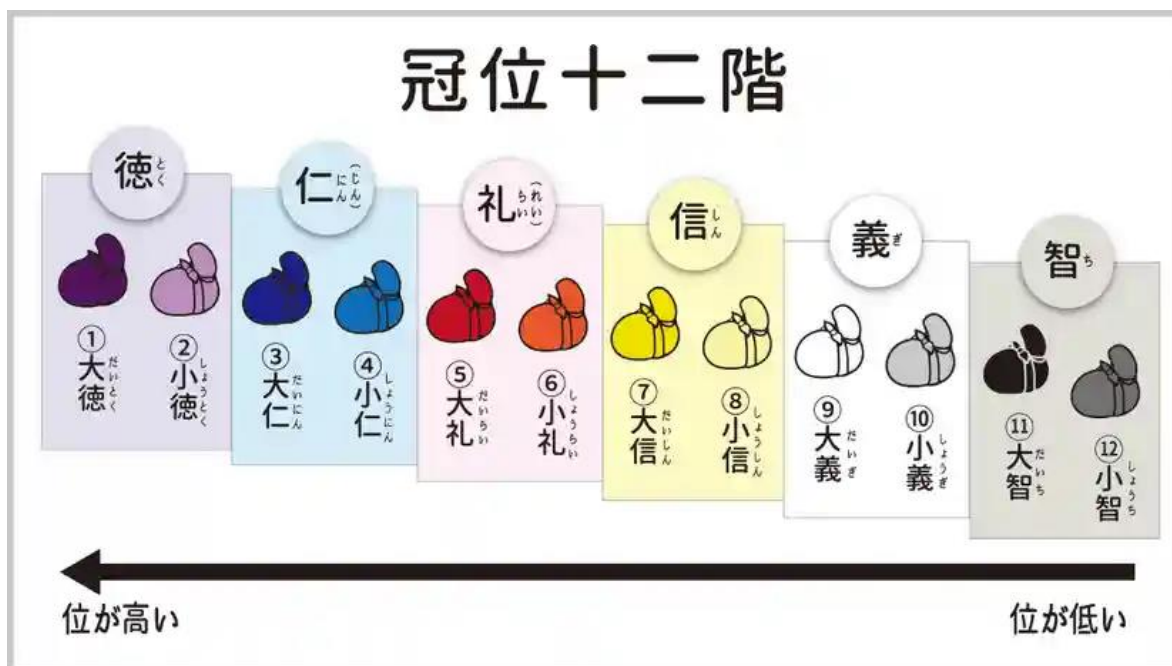 冠位十二階
徳 とく
仁 にん (じん)
礼 らい (れい)
信 しん
義 ぎ
智 ち
① 大徳 だいとく
② 小徳 しょうとく
③ 大仁 だいにん
④ 小仁 しょうにん
⑤ 大礼 だいらい
⑥ 小礼 しょうらい
⑦ 大信 だいしん
⑧ 小信 しょうしん
⑨ 大義 だいぎ
⑩ 小義 しょうぎ
⑪ 大智 だいち
⑫ 小智 しょうち
位が高い
位が低い